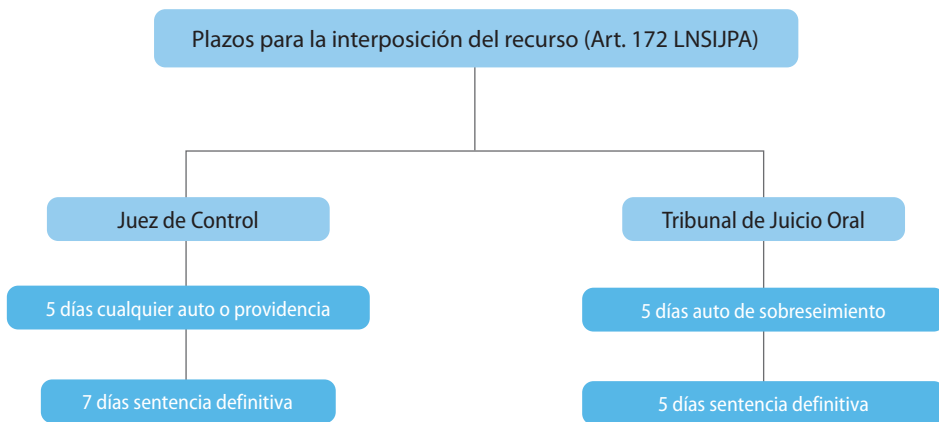 Plazos para la interposición del recurso (Art. 172 LNSIJPA)
Juez de Control
Tribunal de Juicio Oral
5 días cualquier auto o providencia
5 días auto de sobreseimiento
7 días sentencia definitiva
5 días sentencia definitiva